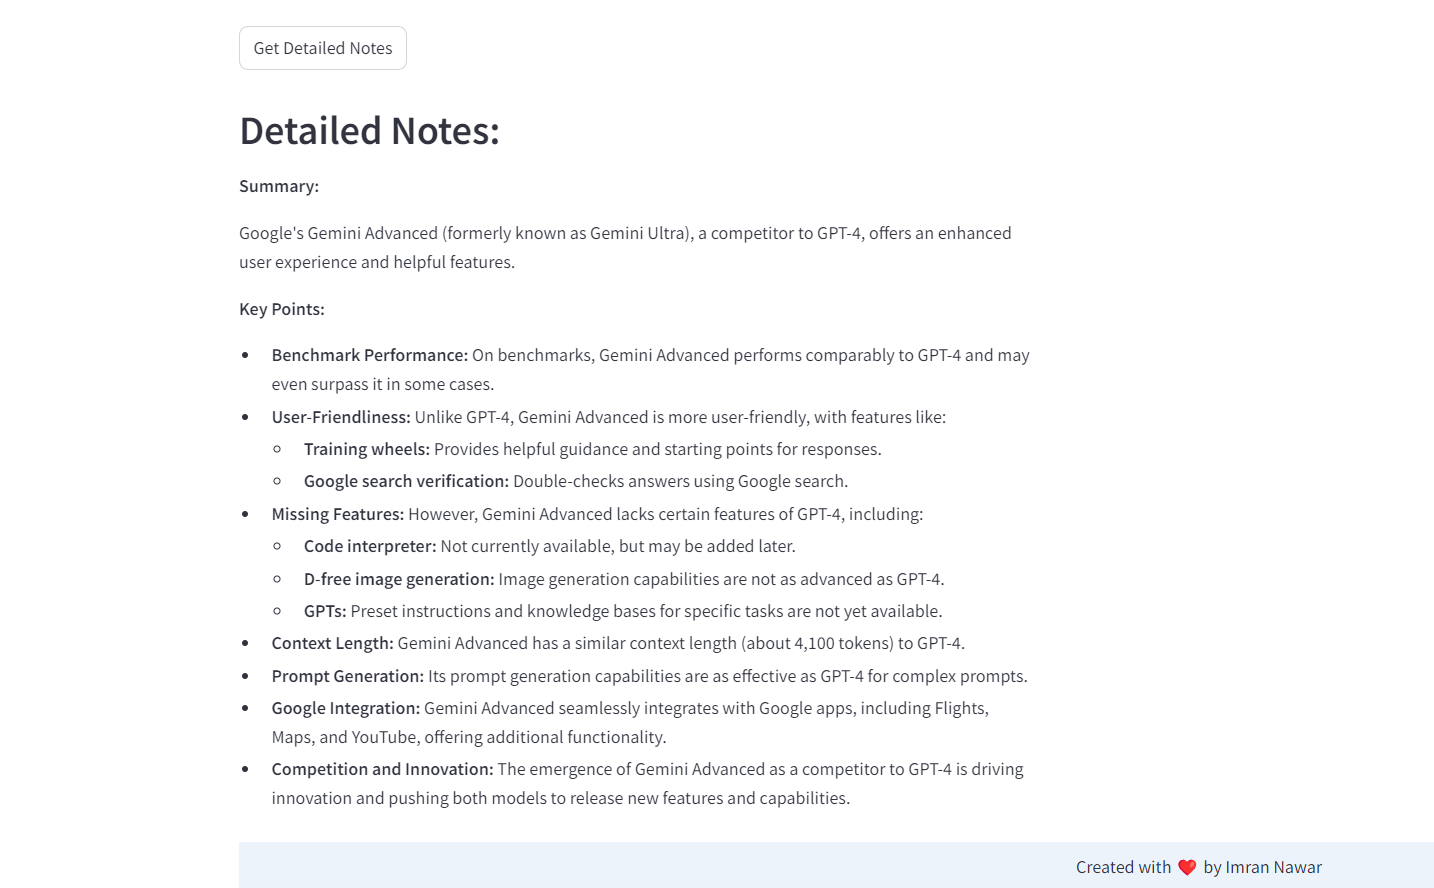 Get Detailed Notes
Detailed Notes:
Summary:
Google's Gemini Advanced (formerly known as Gemini Ultra), a competitor to GPT-4, offers an enhanced
user experience and helpful features.
Key Points:
• Benchmark Performance: On benchmarks, Gemini Advanced performs comparably to GPT-4 and may
even surpass it in some cases.
• User-Friendliness: Unlike GPT-4, Gemini Advanced is more user-friendly, with features like:
◦ Training wheels: Provides helpful guidance and starting points for responses.
◦ Google search verification: Double-checks answers using Google search.
• Missing Features: However, Gemini Advanced lacks certain features of GPT-4, including:
◦ Code interpreter: Not currently available, but may be added later.
◦ D-free image generation: Image generation capabilities are not as advanced as GPT-4.
◦ GPTs: Preset instructions and knowledge bases for specific tasks are not yet available.
• Context Length: Gemini Advanced has a similar context length (about 4,100 tokens) to GPT-4.
• Prompt Generation: Its prompt generation capabilities are as effective as GPT-4 for complex prompts.
• Google Integration: Gemini Advanced seamlessly integrates with Google apps, including Flights,
Maps, and YouTube, offering additional functionality.
• Competition and Innovation: The emergence of Gemini Advanced as a competitor to GPT-4 is driving
innovation and pushing both models to release new features and capabilities.
Created with ❤️ by Imran Nawar